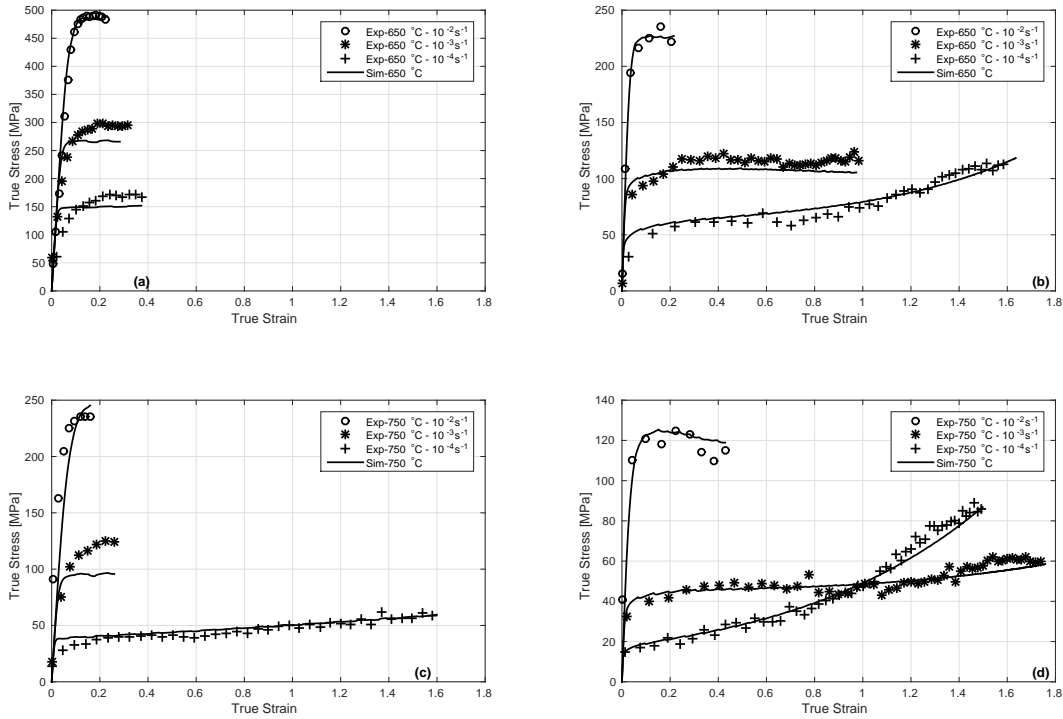 500
450
400
350
300
250
200
150
100
50
0
True Stress [MPa]
Exp-650 °C - 10⁻²s⁻¹
Exp-650 °C - 10⁻³s⁻¹
Exp-650 °C - 10⁻⁴s⁻¹
Sim-650 °C
(a)
0 0.2 0.4 0.6 0.8 1 1.2 1.4 1.6 1.8
True Strain
250
200
150
100
50
0
True Stress [MPa]
Exp-650 °C - 10⁻²s⁻¹
Exp-650 °C - 10⁻³s⁻¹
Exp-650 °C - 10⁻⁴s⁻¹
Sim-650 °C
(b)
0 0.2 0.4 0.6 0.8 1 1.2 1.4 1.6 1.8
True Strain
250
200
150
100
50
0
True Stress [MPa]
Exp-750 °C - 10⁻²s⁻¹
Exp-750 °C - 10⁻³s⁻¹
Exp-750 °C - 10⁻⁴s⁻¹
Sim-750 °C
(c)
0 0.2 0.4 0.6 0.8 1 1.2 1.4 1.6 1.8
True Strain
140
120
100
80
60
40
20
0
True Stress [MPa]
Exp-750 °C - 10⁻²s⁻¹
Exp-750 °C - 10⁻³s⁻¹
Exp-750 °C - 10⁻⁴s⁻¹
Sim-750 °C
(d)
0 0.2 0.4 0.6 0.8 1 1.2 1.4 1.6 1.8
True Strain